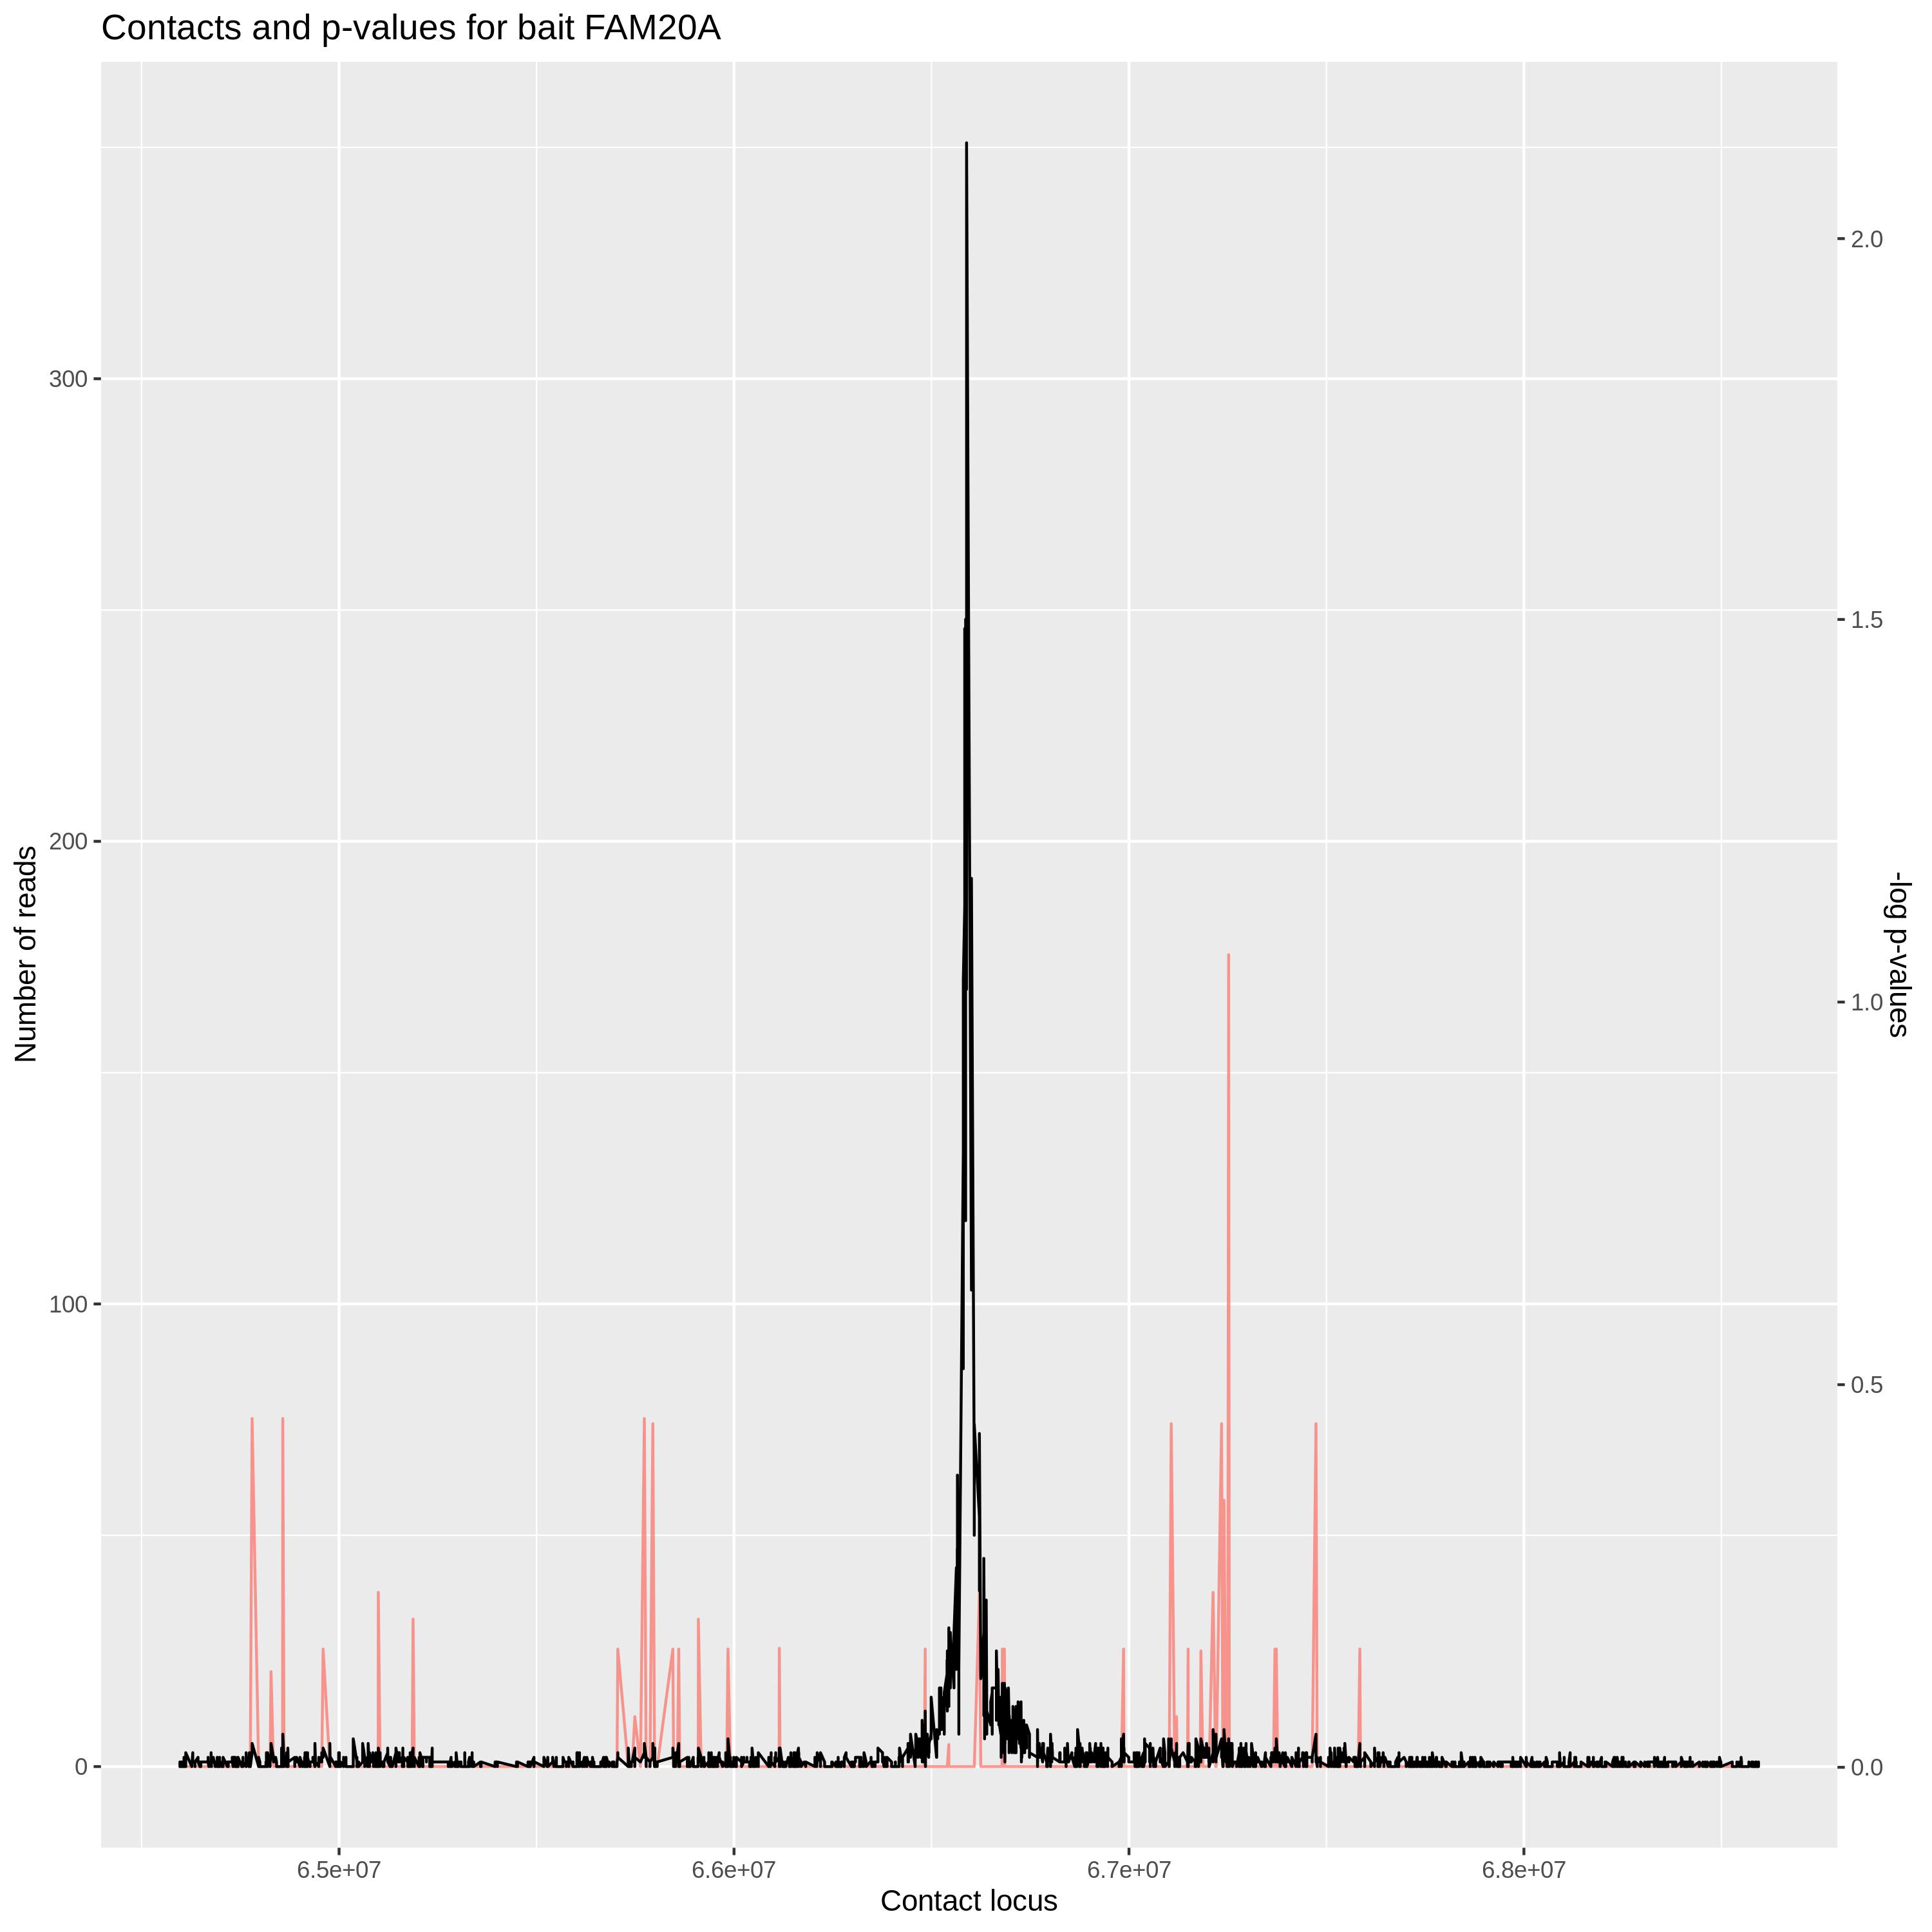 Contacts and p-values for bait FAM20A
Number of reads
300
200
100
0
2.0
1.5
1.0
0.5
0.0
-log p-values
6.5e+07
6.6e+07
6.7e+07
6.8e+07
Contact locus